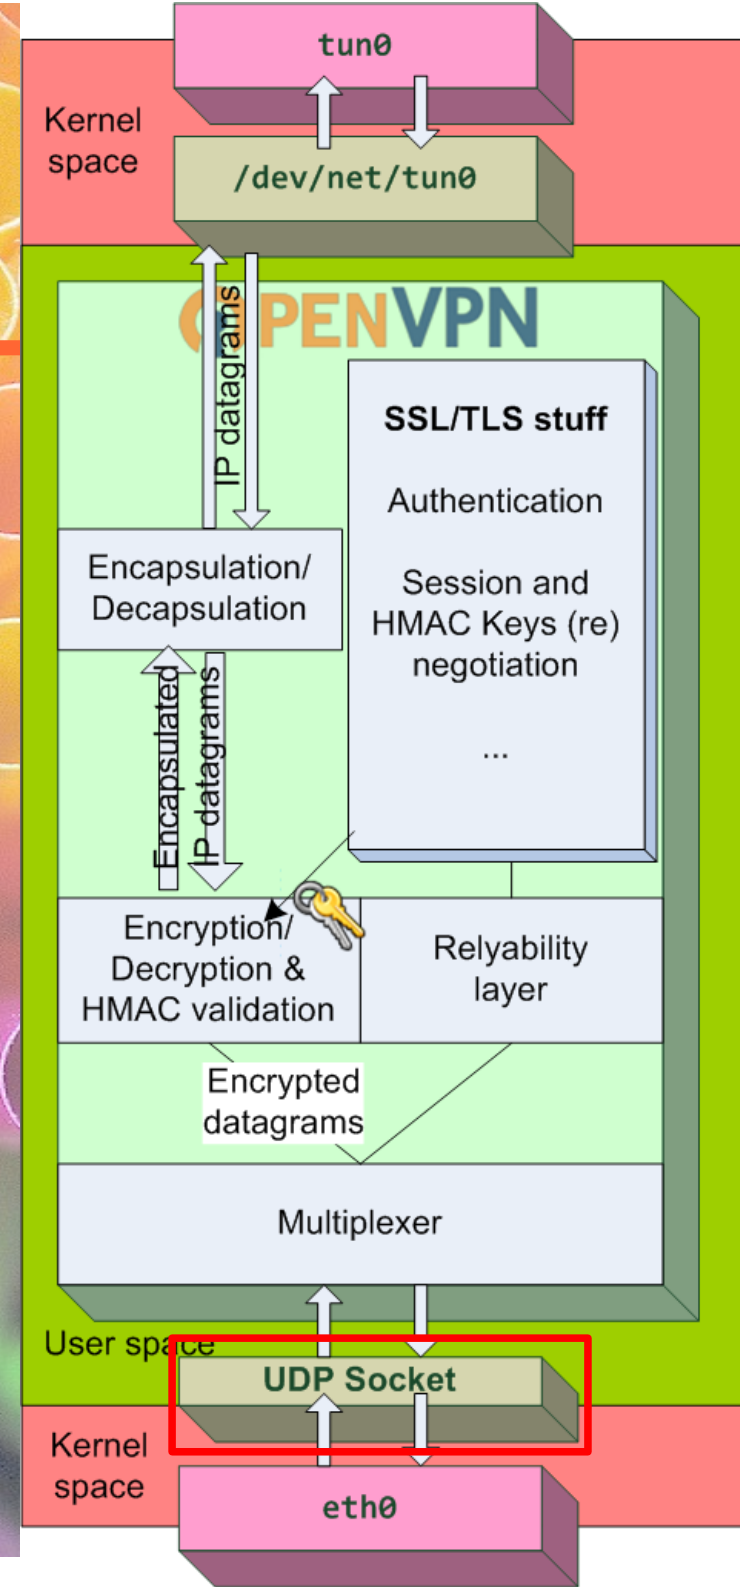 tun0
Kernel
space
/dev/net/tun0
OPENVPN
IP datagrams
SSL/TLS stuff
Authentication
Session and
HMAC Keys (re)
negotiation
...
Encapsulation/
Decapsulation
Encapsulated
IP datagrams
Encryption/
Decryption &
HMAC validation
Relyability
layer
Encrypted
datagrams
Multiplexer
User space
UDP Socket
Kernel
space
eth0